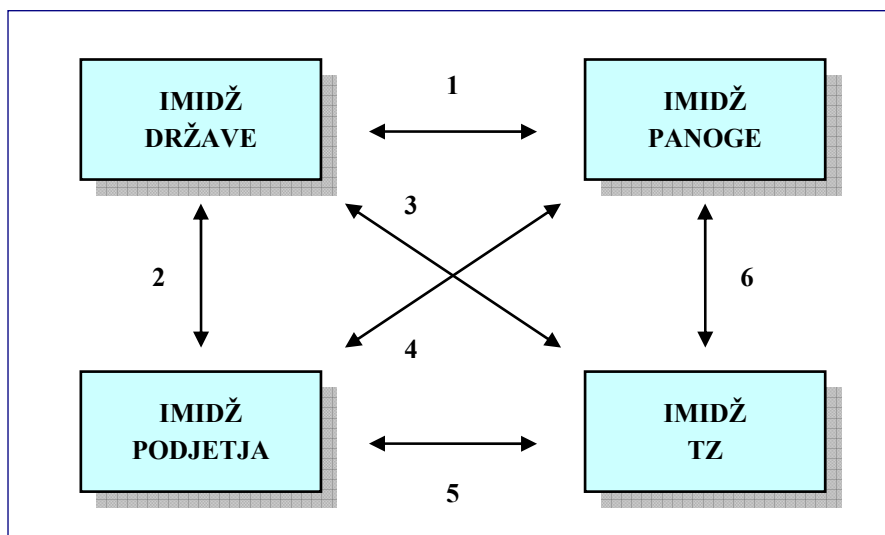 IMIDŽ
DRŽAVE
1
IMIDŽ
PANOGE
3
2
6
4
IMIDŽ
PODJETJA
5
IMIDŽ
TZ